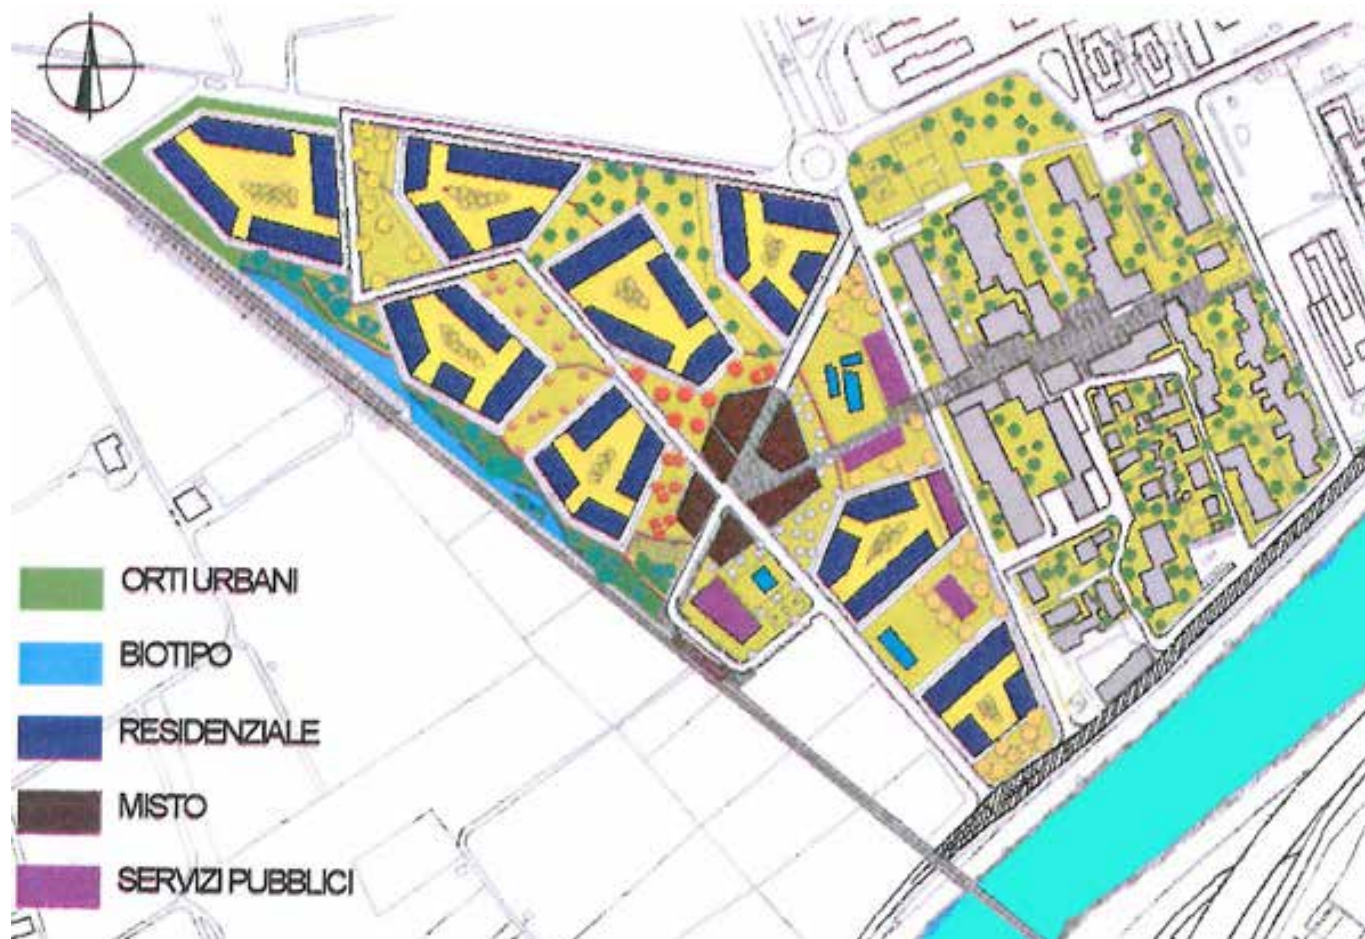 ORTI URBANI
BIOTIPO
RESIDENZIALE
MISTO
SERVIZI PUBBLICI